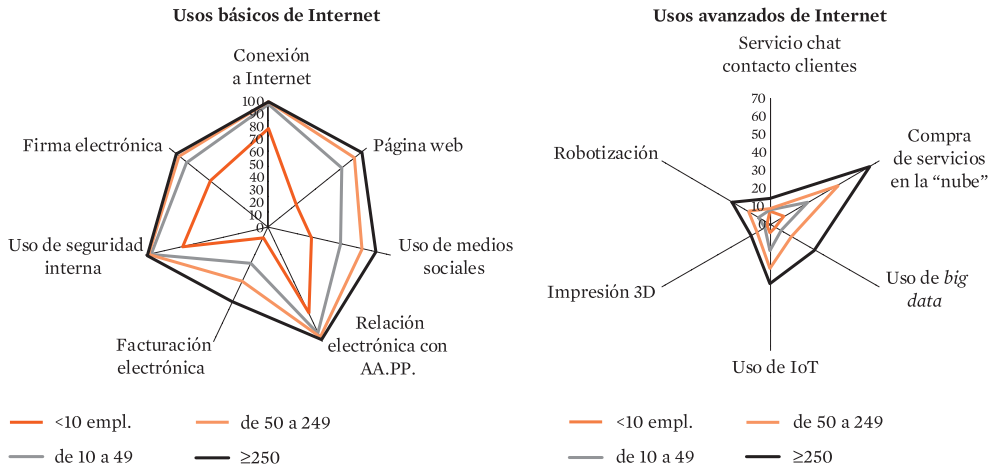 Usos básicos de Internet
Conexión
a Internet
100
90
80
70
60
50
40
30
20
10
0
Firma electrónica
Página web
Uso de seguridad
interna
Uso de medios
sociales
Facturación
electrónica
Relación
electrónica con
AA.PP.
<10 empl.
de 50 a 249
de 10 a 49
≥250
Usos avanzados de Internet
Servicio chat
contacto clientes
70
60
50
40
30
20
10
0
Robotización
Compra
de servicios
en la “nube”
Impresión 3D
Uso de big
data
Uso de IoT
<10 empl.
de 50 a 249
de 10 a 49
≥250